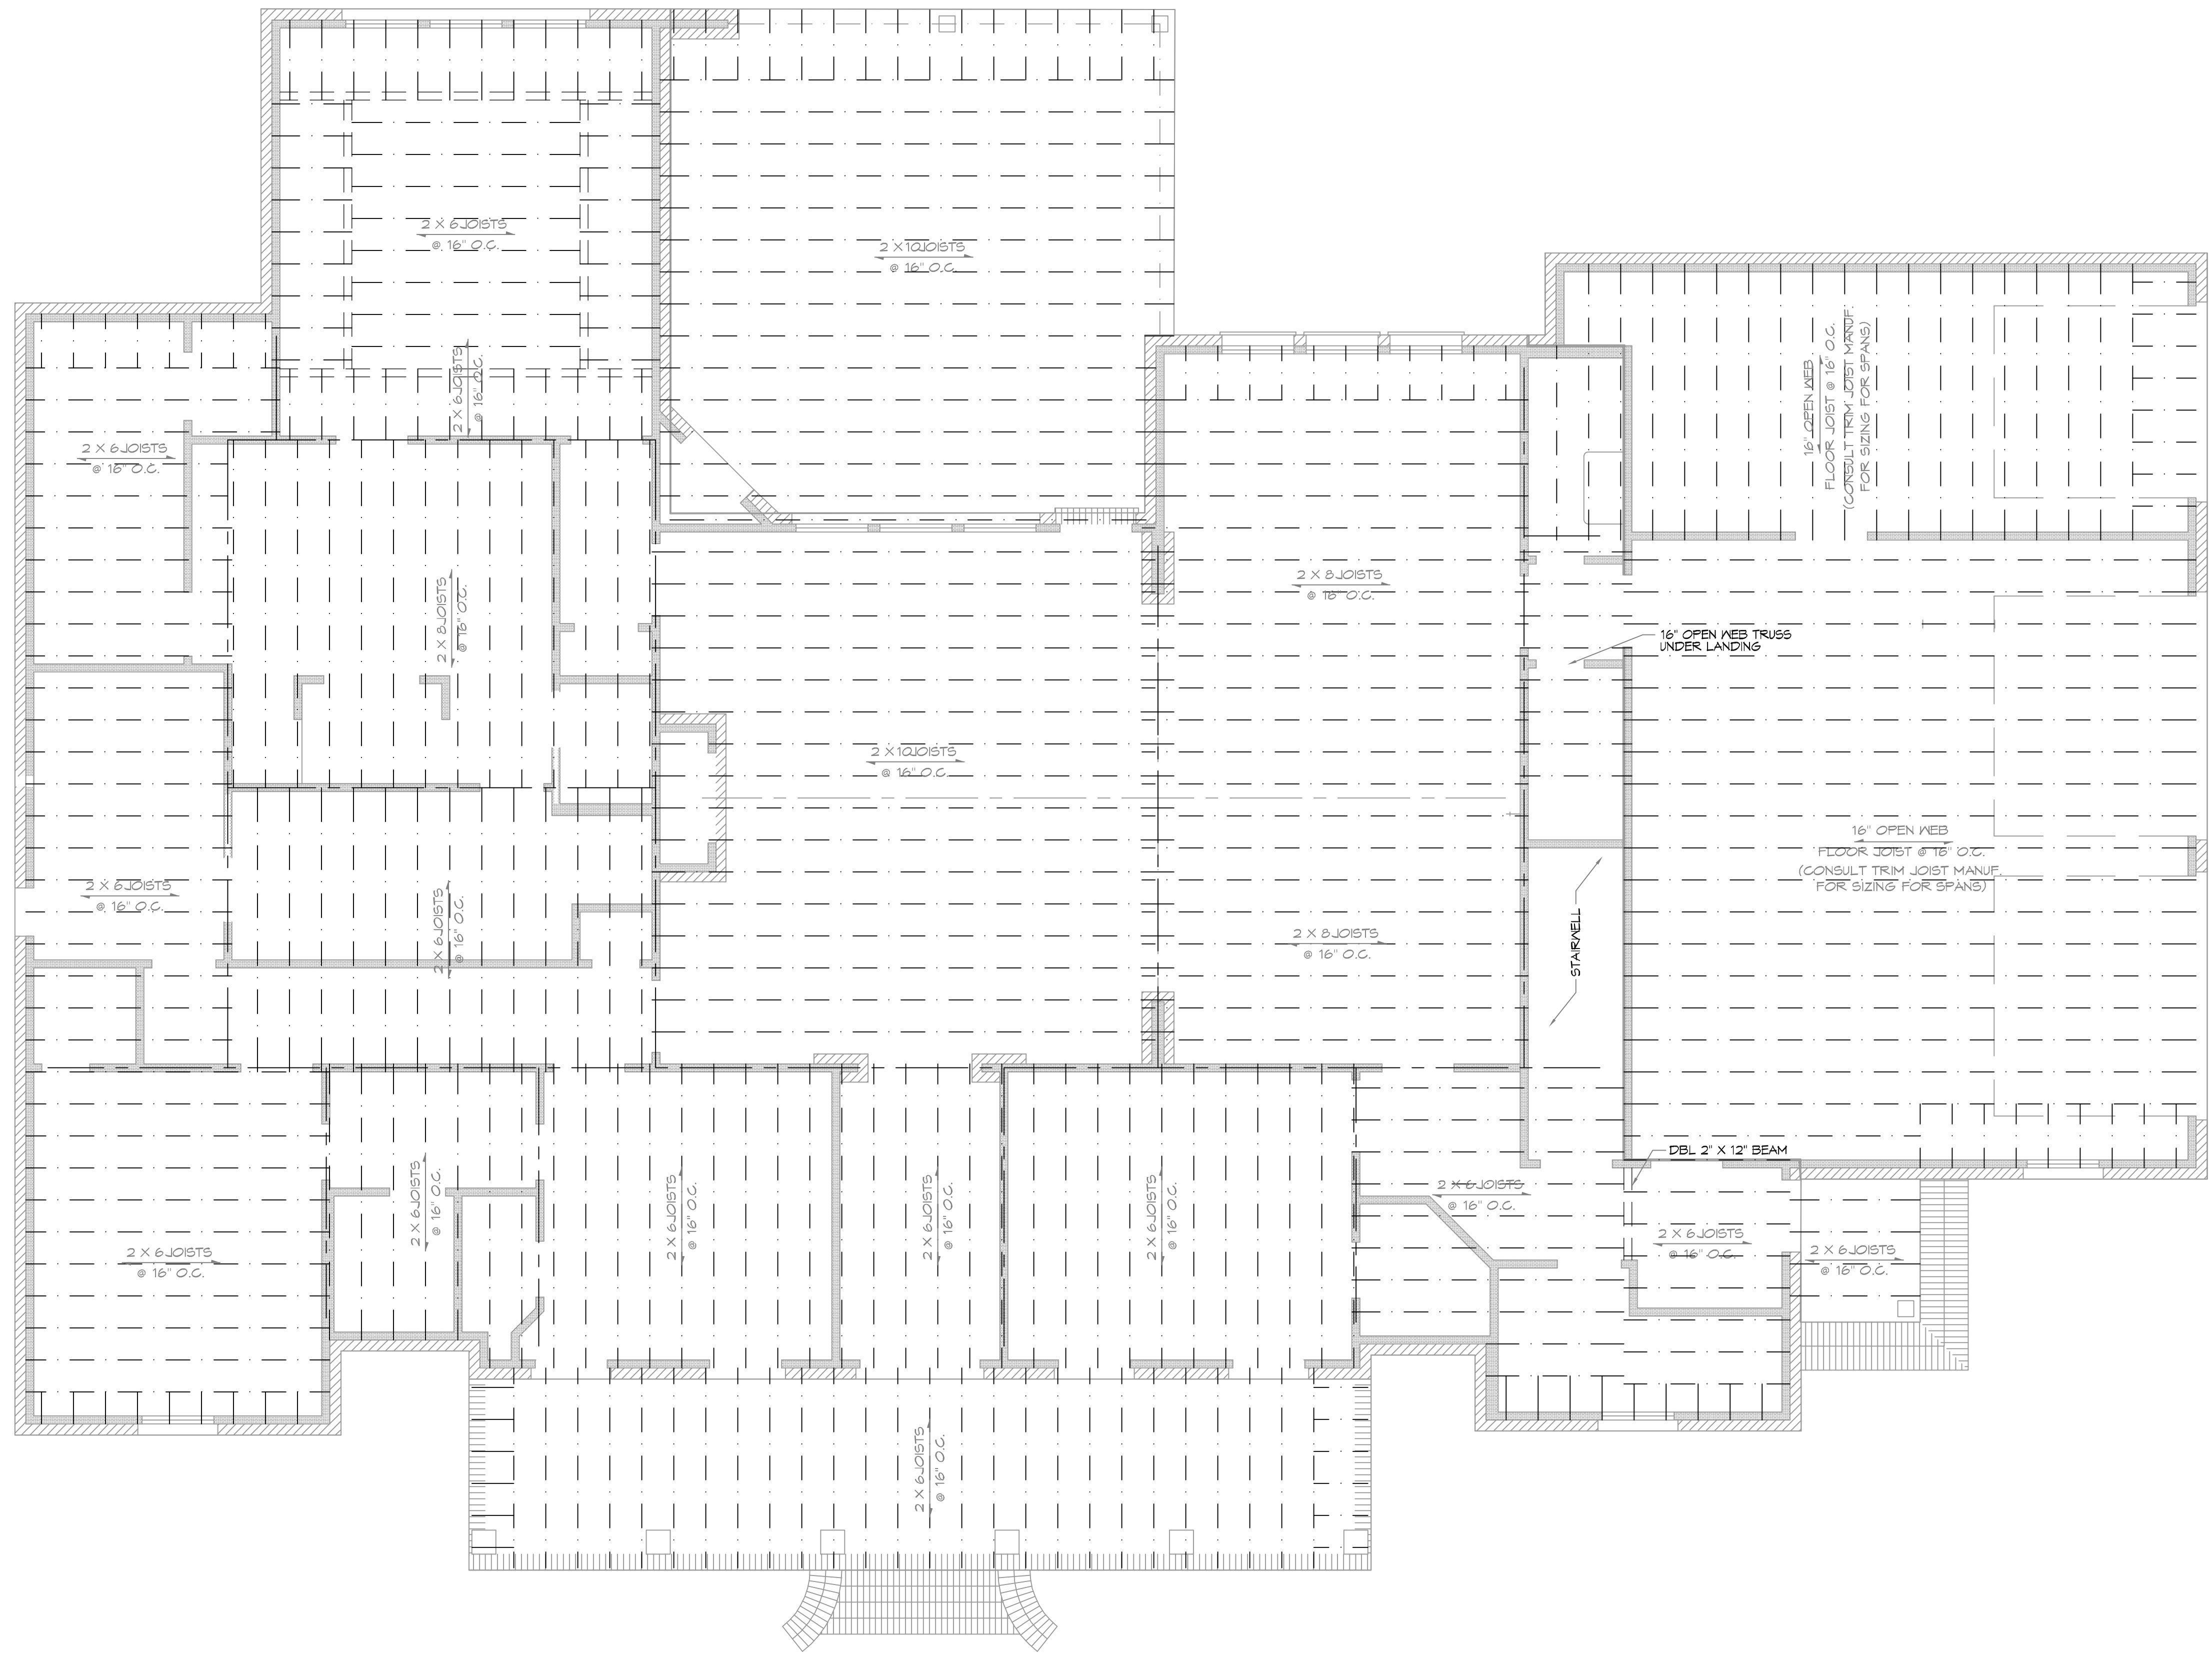 2 X 6 JOISTS
@ 16" O.C.
2 X 10 JOISTS
@ 16" O.C.
16" OPEN WEB
FLOOR JOIST @ 16" O.C.
(CONSULT TRIM JOIST MANUF.
FOR SIZING FOR SPANS)
2 X 6 JOISTS
@ 16" O.C.
2 X 6 JOISTS
@ 16" O.C.
2 X 8 JOISTS
@ 16" O.C.
2 X 8 JOISTS
@ 16" O.C.
16" OPEN WEB TRUSS
UNDER LANDING
2 X 10 JOISTS
@ 16" O.C.
16" OPEN WEB
FLOOR JOIST @ 16" O.C.
(CONSULT TRIM JOIST MANUF.
FOR SIZING FOR SPANS)
2 X 6 JOISTS
@ 16" O.C.
2 X 6 JOISTS
@ 16" O.C.
2 X 8 JOISTS
@ 16" O.C.
STAIRWELL
DBL 2" X 12" BEAM
2 X 6 JOISTS
@ 16" O.C.
2 X 6 JOISTS
@ 16" O.C.
2 X 6 JOISTS
@ 16" O.C.
2 X 6 JOISTS
@ 16" O.C.
2 X 6 JOISTS
@ 16" O.C.
2 X 6 JOISTS
@ 16" O.C.
2 X 6 JOISTS
@ 16" O.C.
2 X 6 JOISTS
@ 16" O.C.
2 X 6 JOISTS
@ 16" O.C.